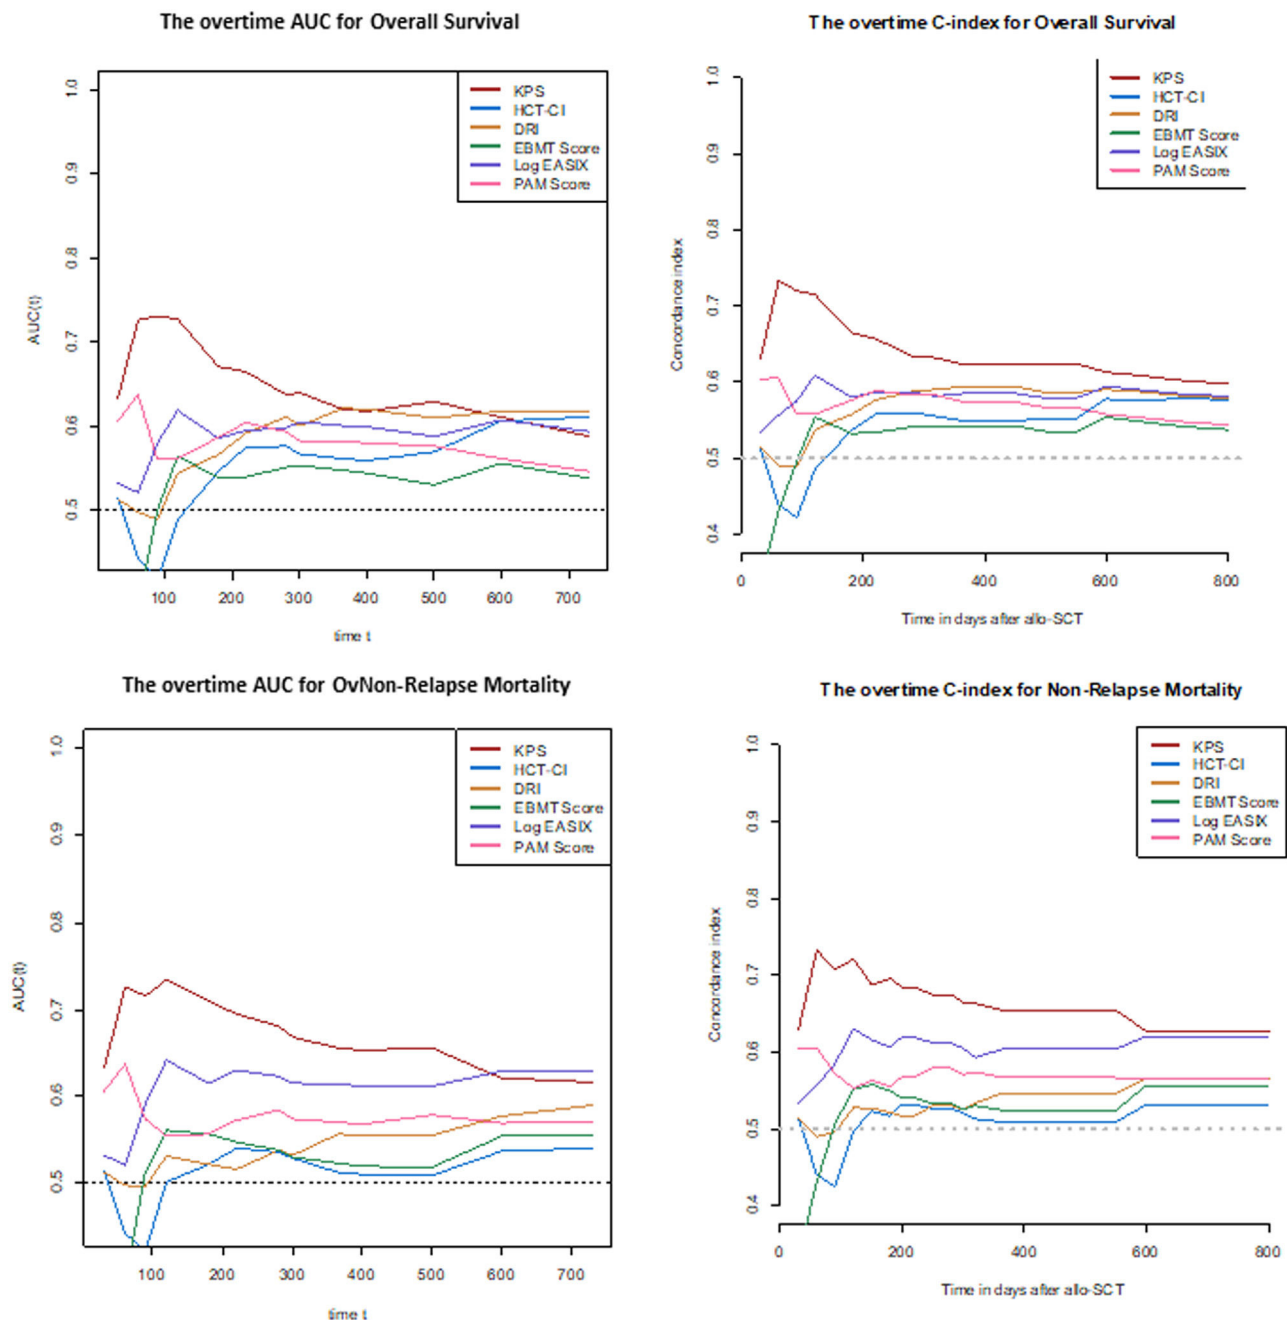 The overtime AUC for Overall Survival
1.0
0.9
0.8
0.7
0.6
0.5
AUC(t)
KPS
HCT-CI
DRI
EBMT Score
Log EASIX
PAM Score
100 200 300 400 500 600 700
time t
The overtime C-index for Overall Survival
1.0
0.9
0.8
0.7
0.6
0.5
0.4
Concordance index
KPS
HCT-CI
DRI
EBMT Score
Log EASIX
PAM Score
0 200 400 600 800
Time in days after allo-SCT
The overtime AUC for OvNon-Relapse Mortality
1.0
0.9
0.8
0.7
0.6
0.5
AUC(t)
KPS
HCT-CI
DRI
EBMT Score
Log EASIX
PAM Score
100 200 300 400 500 600 700
time t
The overtime C-index for Non-Relapse Mortality
1.0
0.9
0.8
0.7
0.6
0.5
0.4
Concordance index
KPS
HCT-CI
DRI
EBMT Score
Log EASIX
PAM Score
0 200 400 600 800
Time in days after allo-SCT